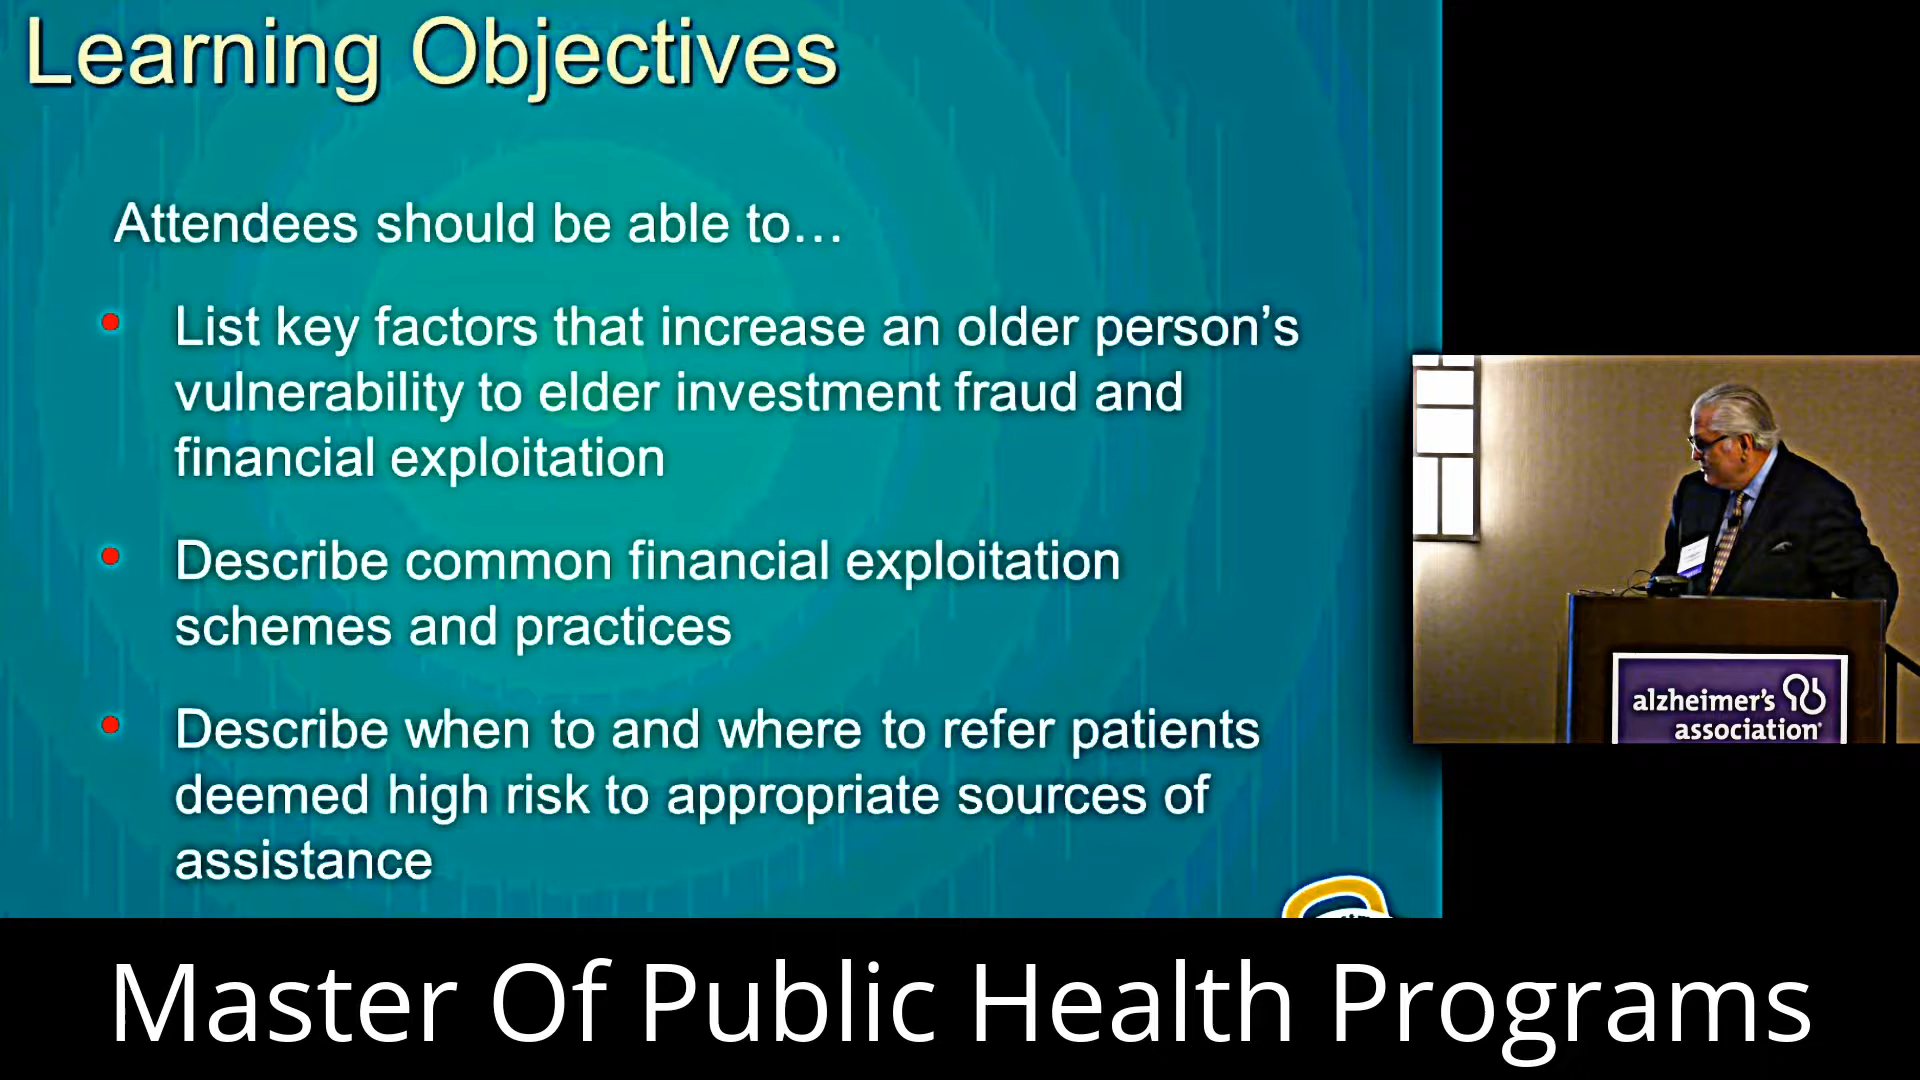 Learning Objectives
Attendees should be able to…
List key factors that increase an older person’s
vulnerability to elder investment fraud and
financial exploitation
Describe common financial exploitation
schemes and practices
Describe when to and where to refer patients
deemed high risk to appropriate sources of
assistance
alzheimer's
association
Master Of Public Health Programs